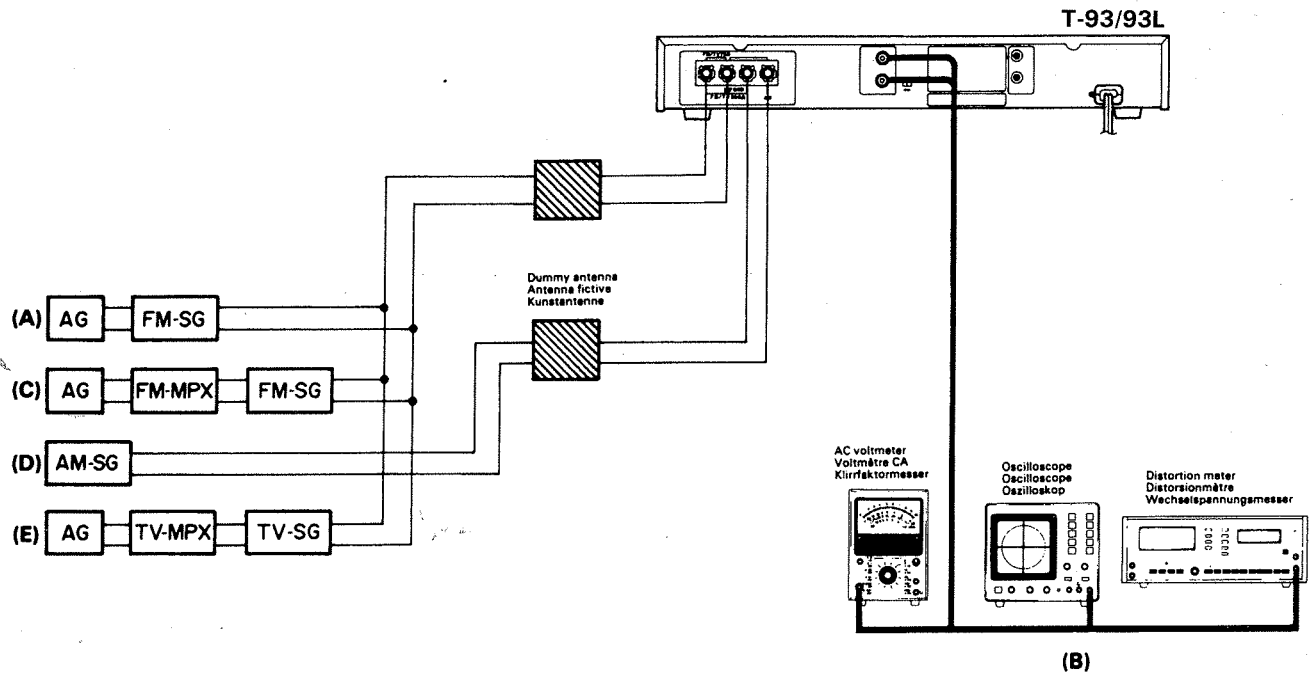 T-93/93L
Dummy antenna
Antenna fictive
Kunstantenne
(A) AG FM-SG
(C) AG FM-MPX FM-SG
(D) AM-SG
(E) AG TV-MPX TV-SG
AC voltmeter
Voltmètre CA
Klirrfaktormesser
Oscilloscope
Oscilloscope
Oszilloskop
Distortion meter
Distorsionmètre
Wechselspannungsmesser
(B)